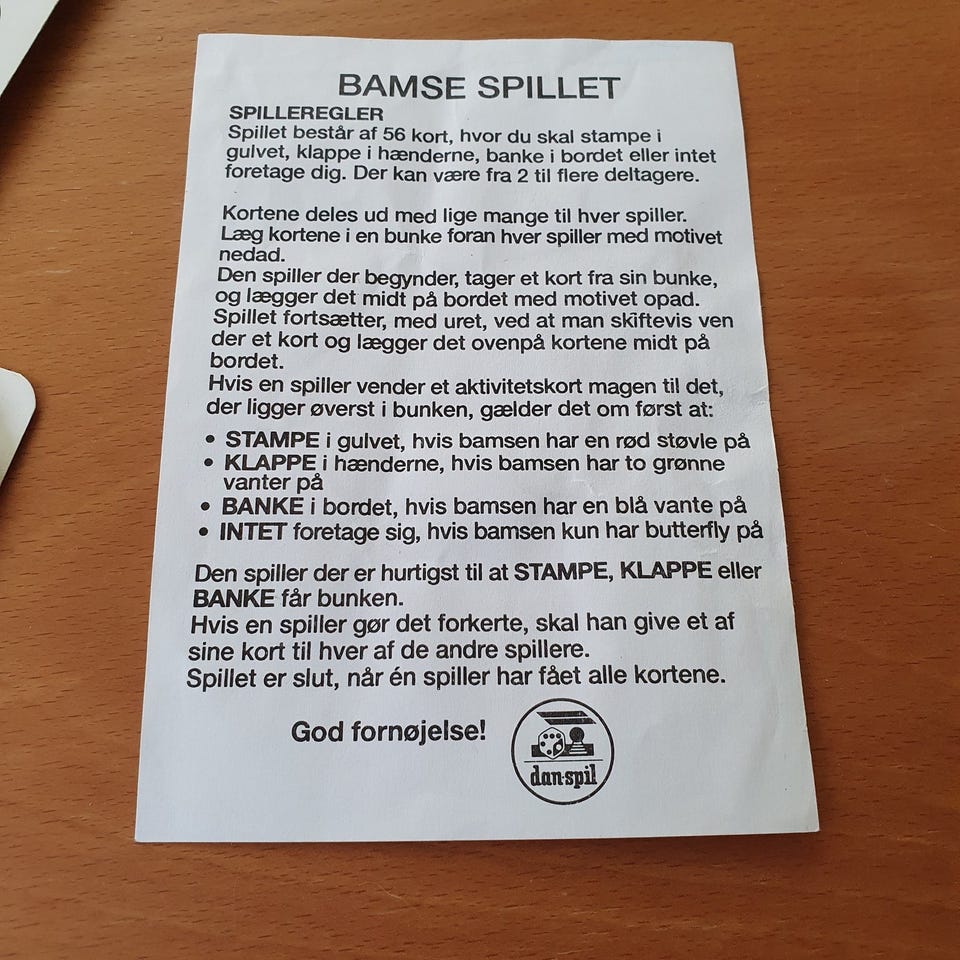 BAMSE SPILLET
SPILLEREGLER
Spillet består af 56 kort, hvor du skal stampe i
gulvet, klappe i hænderne, banke i bordet eller intet
foretage dig. Der kan være fra 2 til flere deltagere.
Kortene deles ud med lige mange til hver spiller.
Læg kortene i en bunke foran hver spiller med motivet
nedad.
Den spiller der begynder, tager et kort fra sin bunke,
og lægger det midt på bordet med motivet opad.
Spillet fortsætter, med uret, ved at man skiftevis ven
der et kort og lægger det ovenpå kortene midt på
bordet.
Hvis en spiller vender et aktivitetskort magen til det,
der ligger øverst i bunken, gælder det om først at:
• STAMPE i gulvet, hvis bamsen har en rød støvle på
• KLAPPE i hænderne, hvis bamsen har to grønne
vanter på
• BANKE i bordet, hvis bamsen har en blå vante på
• INTET foretage sig, hvis bamsen kun har butterfly på
Den spiller der er hurtigst til at STAMPE, KLAPPE eller
BANKE får bunken.
Hvis en spiller gør det forkerte, skal han give et af
sine kort til hver af de andre spillere.
Spillet er slut, når én spiller har fået alle kortene.
God fornøjelse!
dan-spil